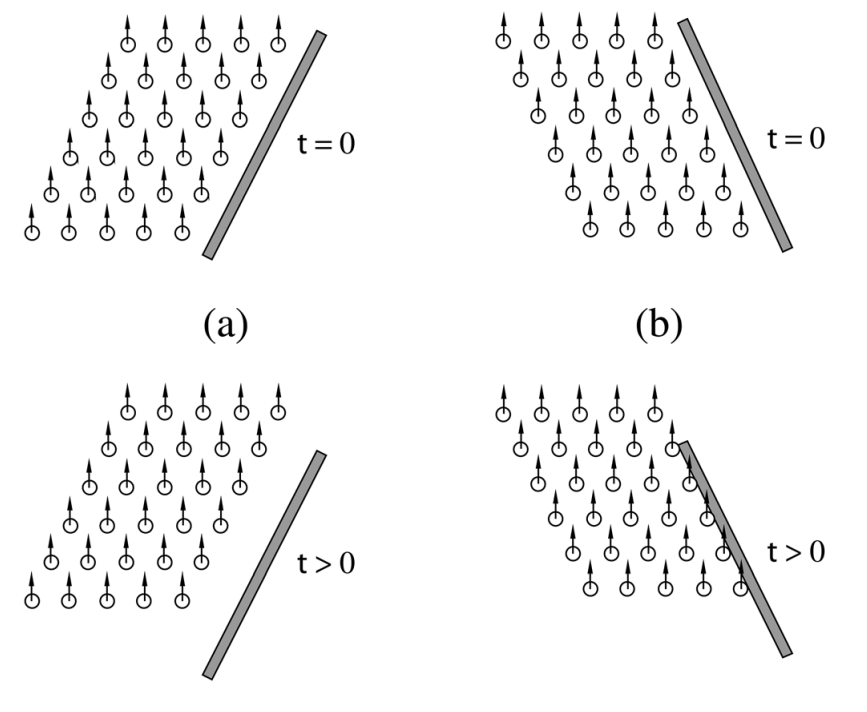 t = 0
t = 0
(a)
(b)
t > 0
t > 0